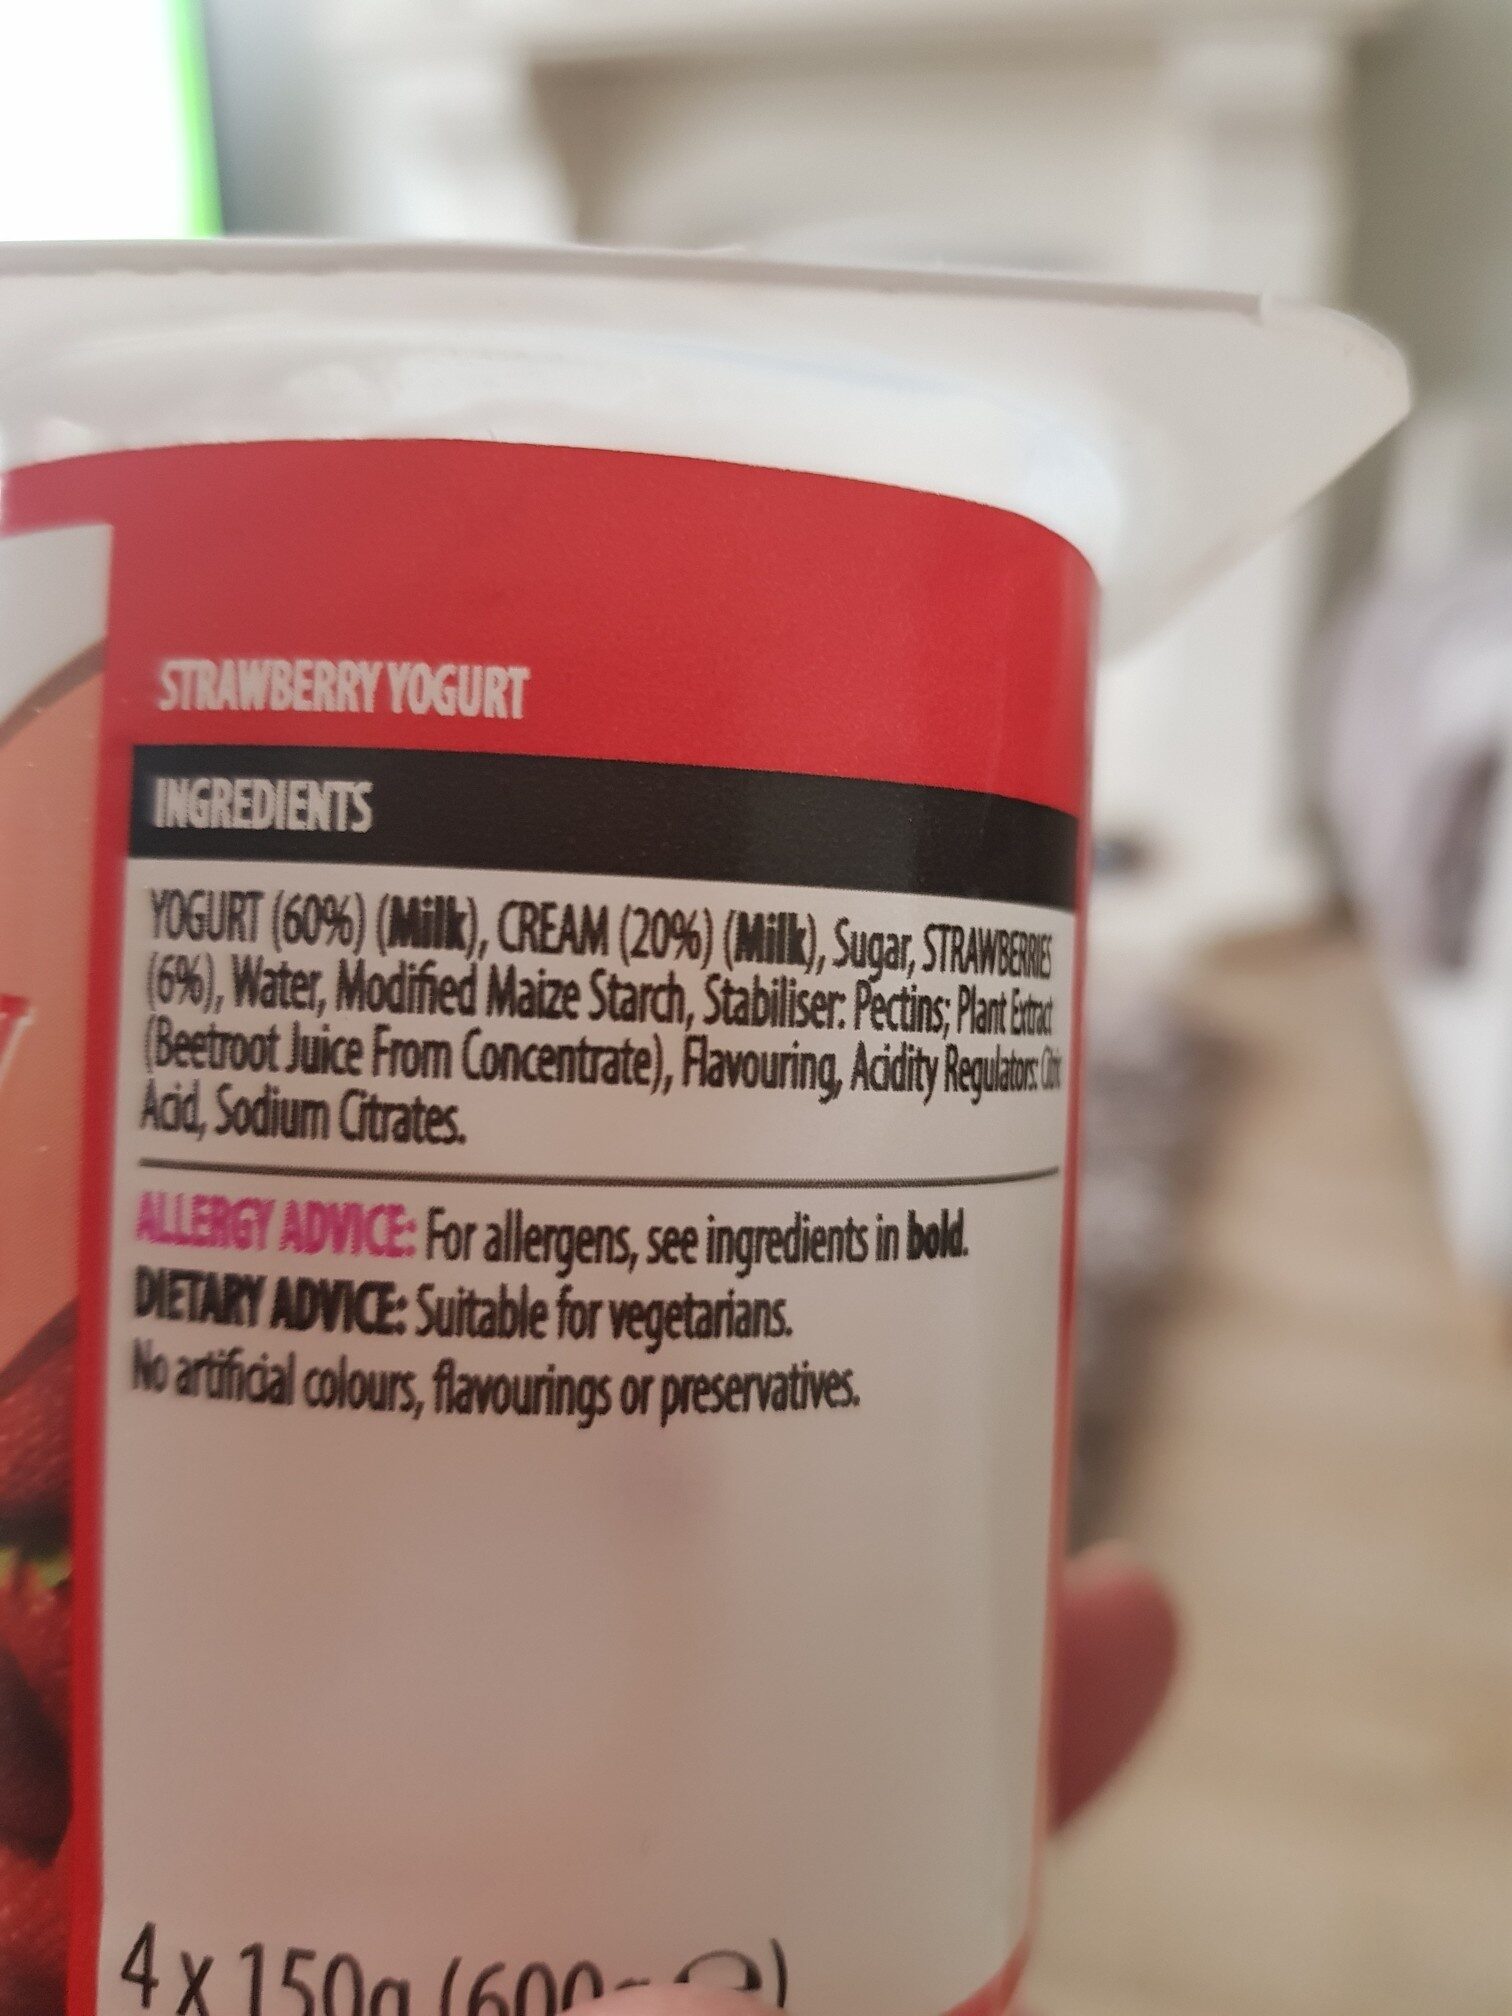 STRAWBERRY YOGURT
INGREDIENTS
YOGURT (60%) (Milk), CREAM (20%) (Milk), Sugar, STRAWBERRIES
(6%), Water, Modified Maize Starch, Stabiliser: Pectins; Plant Extract
(Beetroot Juice From Concentrate), Flavouring, Acidity Regulators: Citric
Acid, Sodium Citrates.
ALLERGY ADVICE: For allergens, see ingredients in bold.
DIETARY ADVICE: Suitable for vegetarians.
No artificial colours, flavourings or preservatives.
4 x 150g (600g ℮)